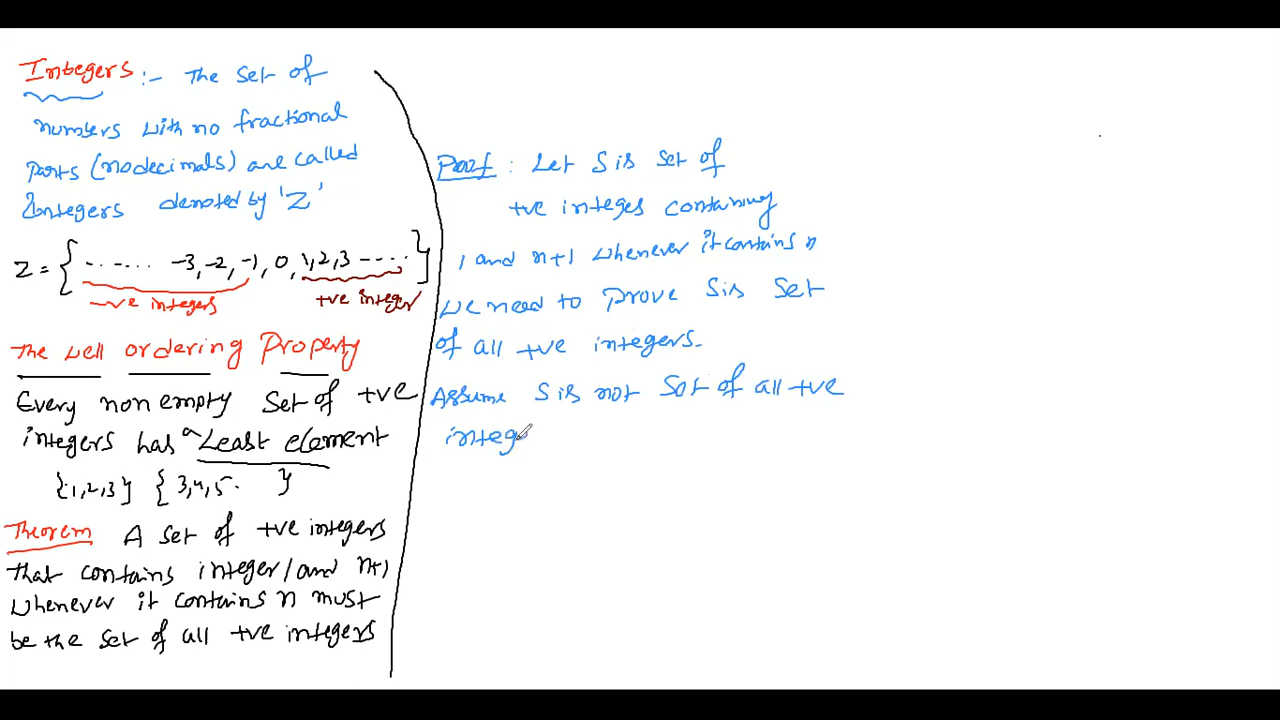 Integers :- The set of
numbers with no fractional
parts (no decimals) are called
Integers denoted by 'Z'
Z = { ....... -3, -2, -1, 0, 1, 2, 3 ..... }
-ve integers +ve integer
The well ordering Property
Every non empty set of +ve
integers has a Least element
{1,2,3} { 3,4,5. }
Theorem A set of +ve integers
that contains integer 1 and n+1
whenever it contains n must
be the set of all +ve integers
Proof : Let S is set of
+ve integes containing
1 and n+1 whenever it contains n
we need to prove S is set
of all +ve integers.
Assume S is not Set of all +ve
integ